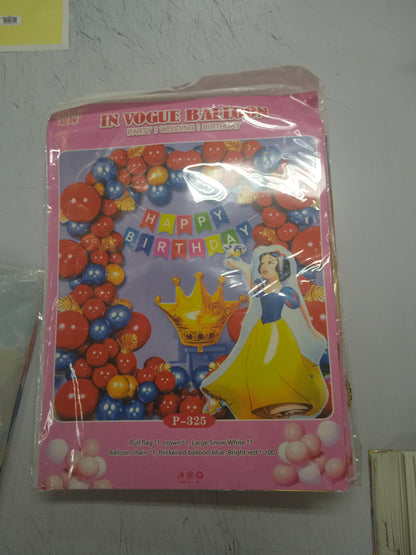 IN VOGUE BALLOON
PARTY | WEDDING | BIRTHDAY
HAPPY
BIRTHDAY
P-325
Pull flag *1 crown *1 Large Snow White *1
Balloon chain *1 thickened balloon blue Bright red * 100